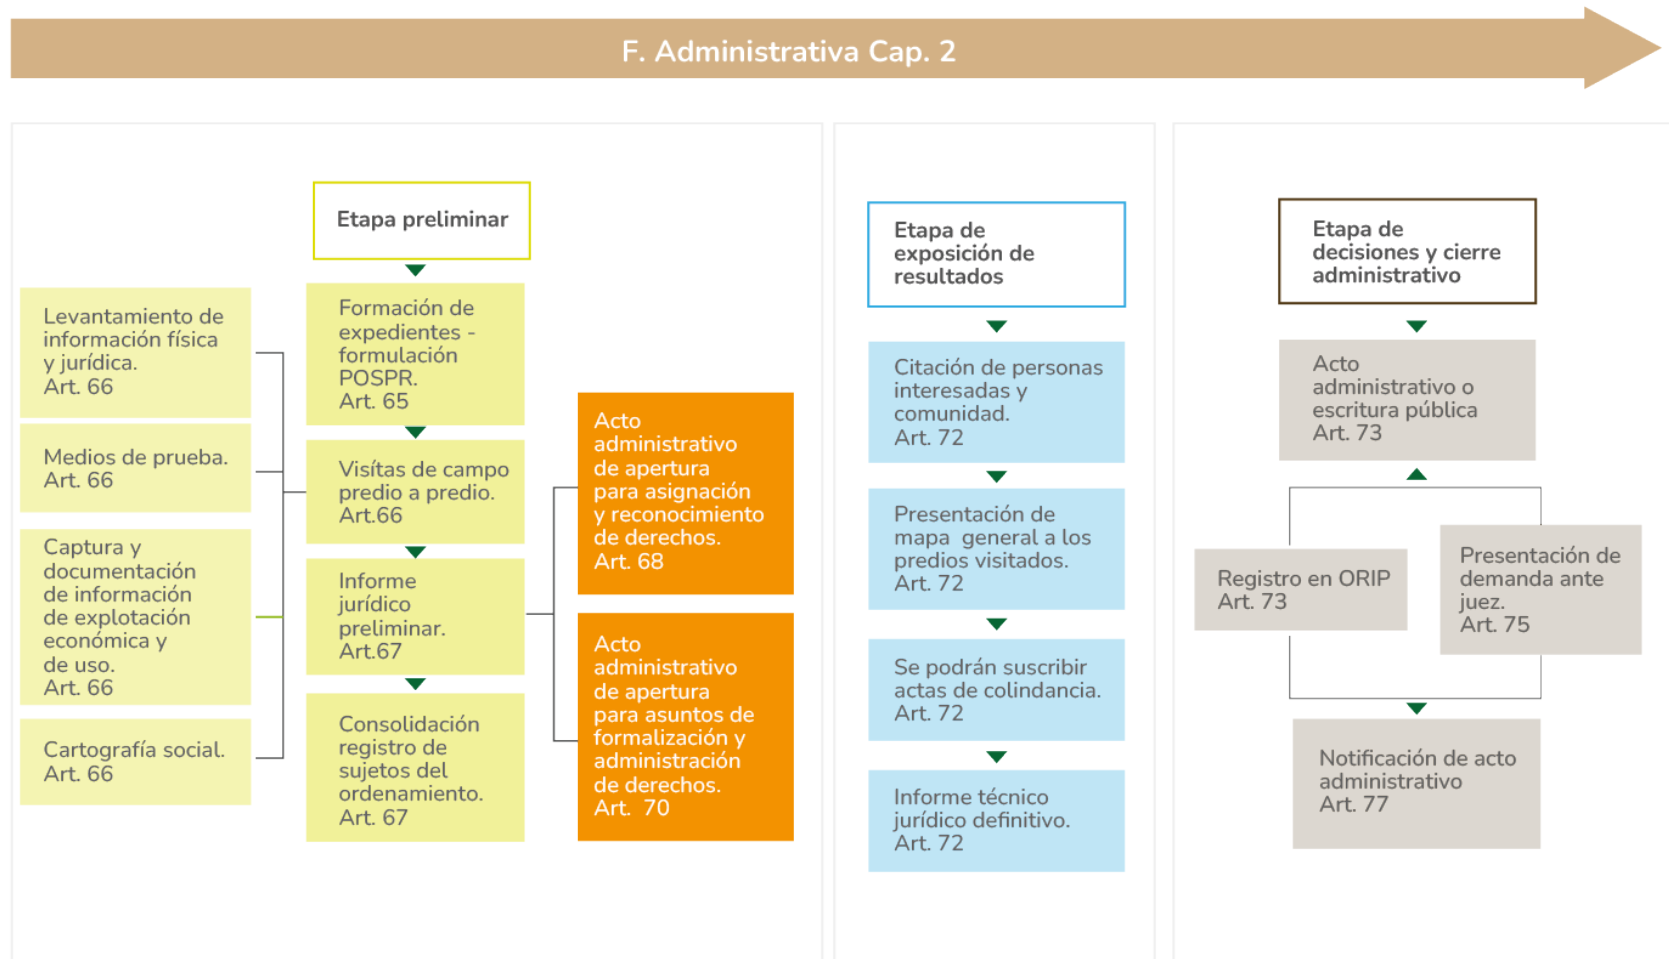 F. Administrativa Cap. 2
Etapa preliminar
Levantamiento de
información física
y jurídica.
Art. 66
Medios de prueba.
Art. 66
Captura y
documentación
de información
de explotación
económica y
de uso.
Art. 66
Cartografía social.
Art. 66
Formación de
expedientes -
formulación
POSPR.
Art. 65
Visítas de campo
predio a predio.
Art.66
Informe
jurídico
preliminar.
Art.67
Consolidación
registro de
sujetos del
ordenamiento.
Art. 67
Acto
administrativo
de apertura
para asignación
y reconocimiento
de derechos.
Art. 68
Acto
administrativo
de apertura
para asuntos de
formalización y
administración
de derechos.
Art. 70
Etapa de
exposición de
resultados
Citación de personas
interesadas y
comunidad.
Art. 72
Presentación de
mapa general a los
predios visitados.
Art. 72
Se podrán suscribir
actas de colindancia.
Art. 72
Informe técnico
jurídico definitivo.
Art. 72
Etapa de
decisiones y cierre
administrativo
Acto
administrativo o
escritura pública
Art. 73
Registro en ORIP
Art. 73
Presentación de
demanda ante
juez.
Art. 75
Notificación de acto
administrativo
Art. 77